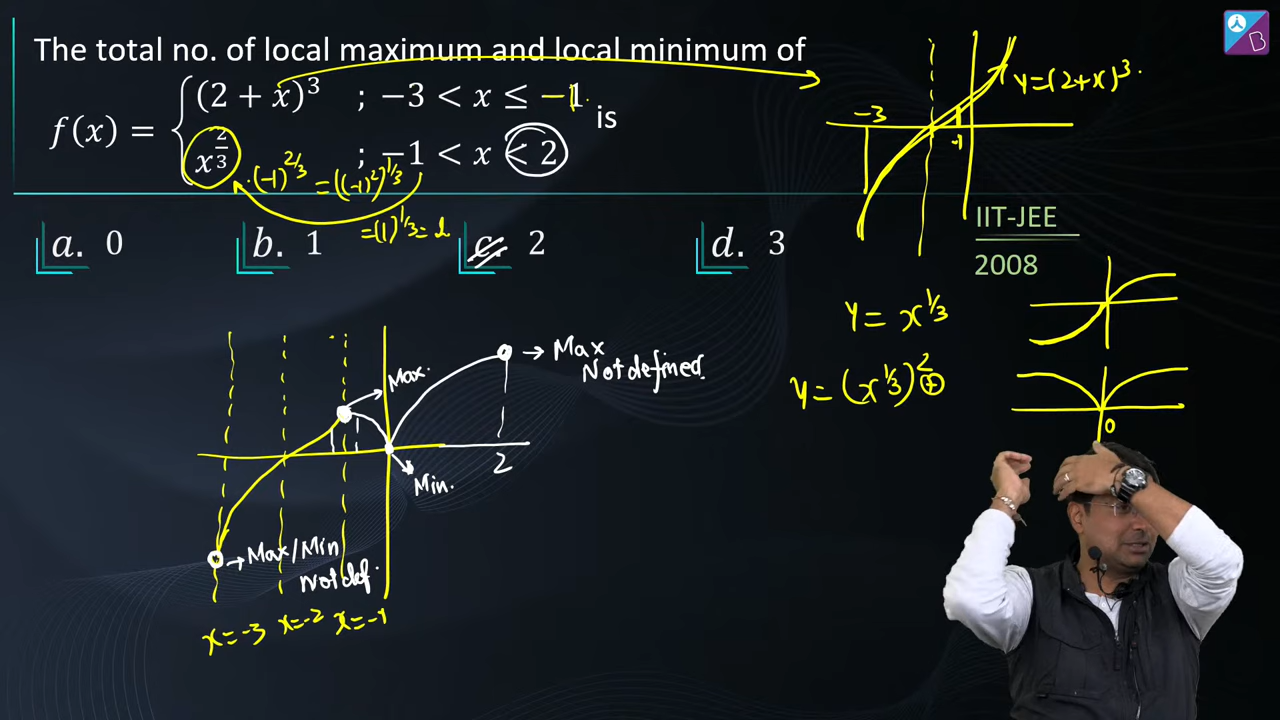 The total no. of local maximum and local minimum of
f(x) = { (2 + x)³ ; −3 < x ≤ −1
x^(2/3) ; −1 < x < 2
is
·(-1)^(2/3) = ((-1)²)^(1/3)
= (1)^(1/3) = 1
a. 0
b. 1
c. 2
d. 3
IIT-JEE
2008
y = (2+x)³.
-3
-1
y = x^(1/3)
y = (x^(1/3))² ⊕
0
Max.
→ Max
Not defined.
2
Min.
→ Max/Min
Not def.
x = -3
x = -2
x = -1
B